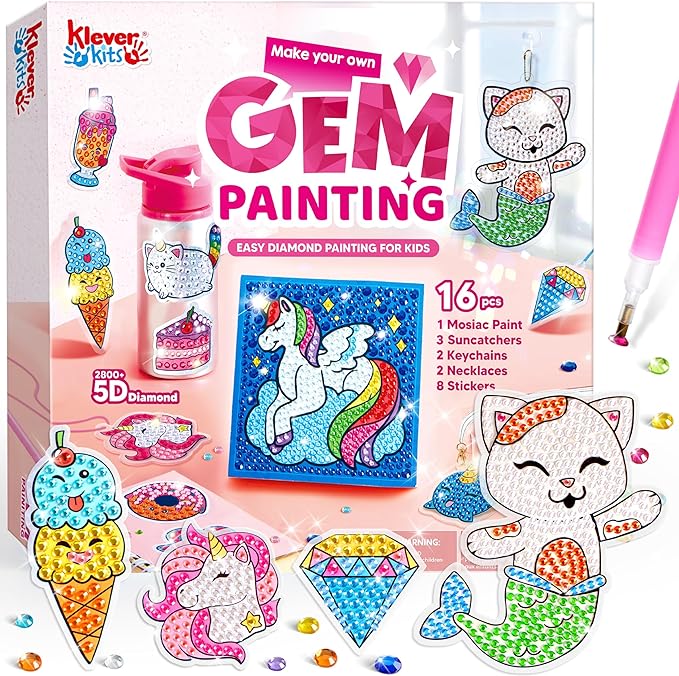 Klever
kits
Make your own
GEM
PAINTING
EASY DIAMOND PAINTING FOR KIDS
16 pcs
1 Mosiac Paint
3 Suncatchers
2 Keychains
2 Necklaces
8 Stickers
2800+
5D Diamond
WARNING: